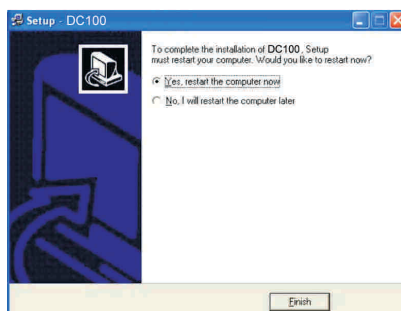 Setup - DC100
To complete the installation of DC100, Setup
must restart your computer. Would you like to restart now?
Yes, restart the computer now
No, I will restart the computer later
Finish